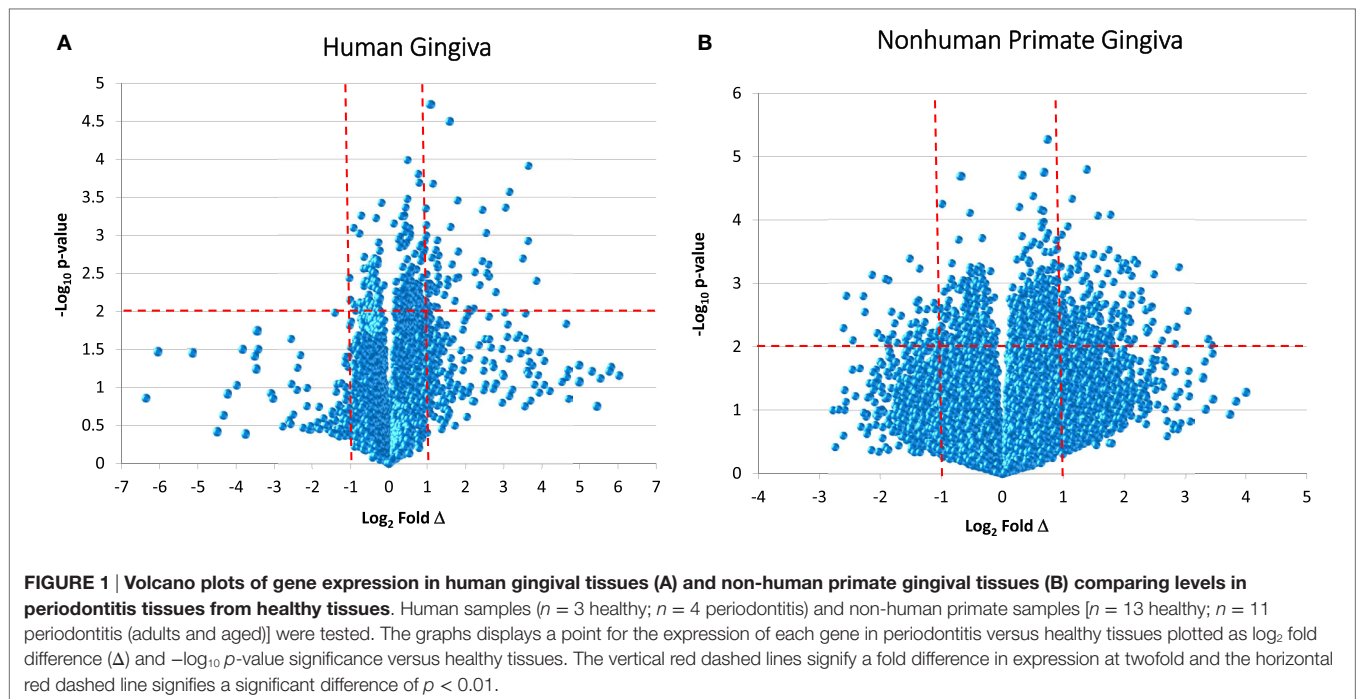 A
Human Gingiva
5
4.5
4
3.5
3
2.5
2
1.5
1
0.5
0
-Log10 p-value
-7 -6 -5 -4 -3 -2 -1 0 1 2 3 4 5 6 7
Log2 Fold Δ
B
Nonhuman Primate Gingiva
6
5
4
3
2
1
0
-Log10 p-value
-4 -3 -2 -1 0 1 2 3 4 5
Log2 Fold Δ
FIGURE 1 | Volcano plots of gene expression in human gingival tissues (A) and non-human primate gingival tissues (B) comparing levels in
periodontitis tissues from healthy tissues. Human samples (n = 3 healthy; n = 4 periodontitis) and non-human primate samples [n = 13 healthy; n = 11
periodontitis (adults and aged)] were tested. The graphs displays a point for the expression of each gene in periodontitis versus healthy tissues plotted as log2 fold
difference (Δ) and −log10 p-value significance versus healthy tissues. The vertical red dashed lines signify a fold difference in expression at twofold and the horizontal
red dashed line signifies a significant difference of p < 0.01.